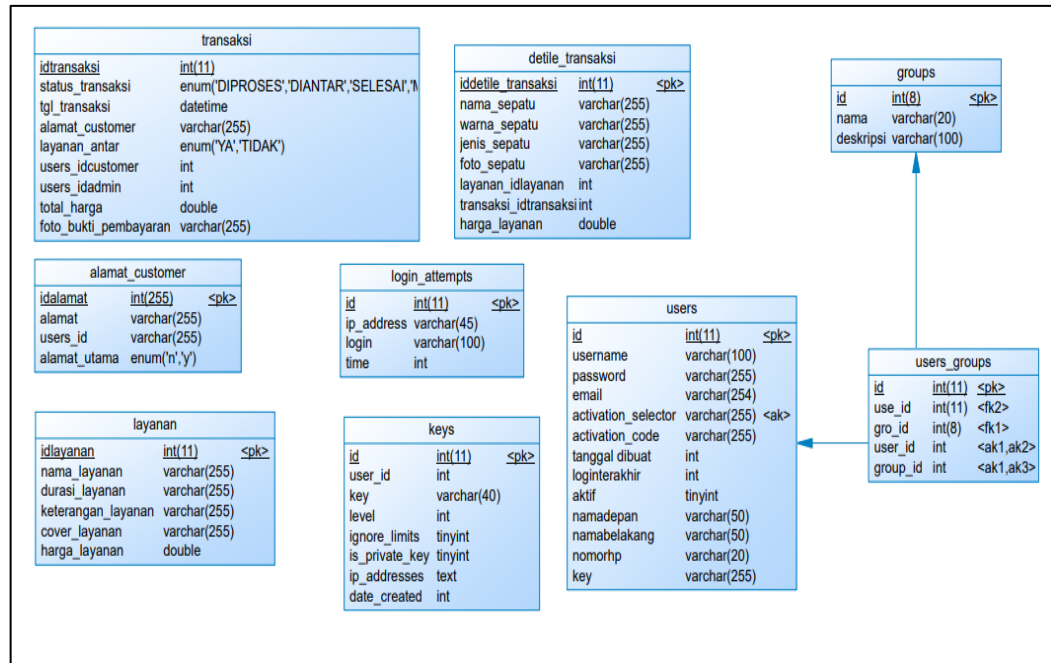 transaksi
idtransaksi int(11)
status_transaksi enum('DIPROSES','DIANTAR','SELESAI','M
tgl_transaksi datetime
alamat_customer varchar(255)
layanan_antar enum('YA','TIDAK')
users_idcustomer int
users_idadmin int
total_harga double
foto_bukti_pembayaran varchar(255)
detile_transaksi
iddetile_transaksi int(11) <pk>
nama_sepatu varchar(255)
warna_sepatu varchar(255)
jenis_sepatu varchar(255)
foto_sepatu varchar(255)
layanan_idlayanan int
transaksi_idtransaksi int
harga_layanan double
groups
id int(8) <pk>
nama varchar(20)
deskripsi varchar(100)
alamat_customer
idalamat int(255) <pk>
alamat varchar(255)
users_id varchar(255)
alamat_utama enum('n','y')
login_attempts
id int(11) <pk>
ip_address varchar(45)
login varchar(100)
time int
users
id int(11) <pk>
username varchar(100)
password varchar(255)
email varchar(254)
activation_selector varchar(255) <ak>
activation_code varchar(255)
tanggal dibuat int
loginterakhir int
aktif tinyint
namadepan varchar(50)
namabelakang varchar(50)
nomorhp varchar(20)
key varchar(255)
users_groups
id int(11) <pk>
use_id int(11) <fk2>
gro_id int(8) <fk1>
user_id int <ak1,ak2>
group_id int <ak1,ak3>
layanan
idlayanan int(11) <pk>
nama_layanan varchar(255)
durasi_layanan varchar(255)
keterangan_layanan varchar(255)
cover_layanan varchar(255)
harga_layanan double
keys
id int(11) <pk>
user_id int
key varchar(40)
level int
ignore_limits tinyint
is_private_key tinyint
ip_addresses text
date_created int